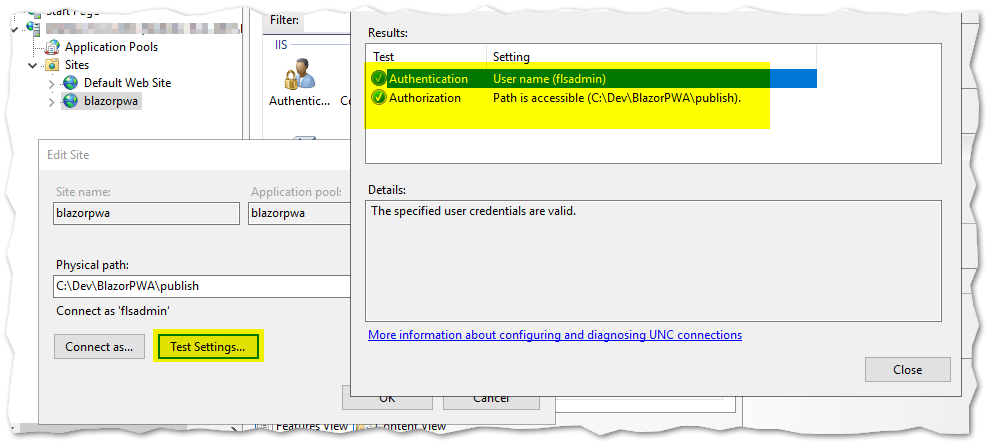 Start Page
Application Pools
Sites
Default Web Site
blazorpwa
Filter:
IIS
Authentic...
Edit Site
Site name:
Application pool:
blazorpwa
blazorpwa
Physical path:
C:\Dev\BlazorPWA\publish
Connect as 'flsadmin'
Connect as...
Test Settings...
OK
Cancel
Features View
Content View
Results:
Test
Setting
Authentication
User name (flsadmin)
Authorization
Path is accessible (C:\Dev\BlazorPWA\publish).
Details:
The specified user credentials are valid.
More information about configuring and diagnosing UNC connections
Close